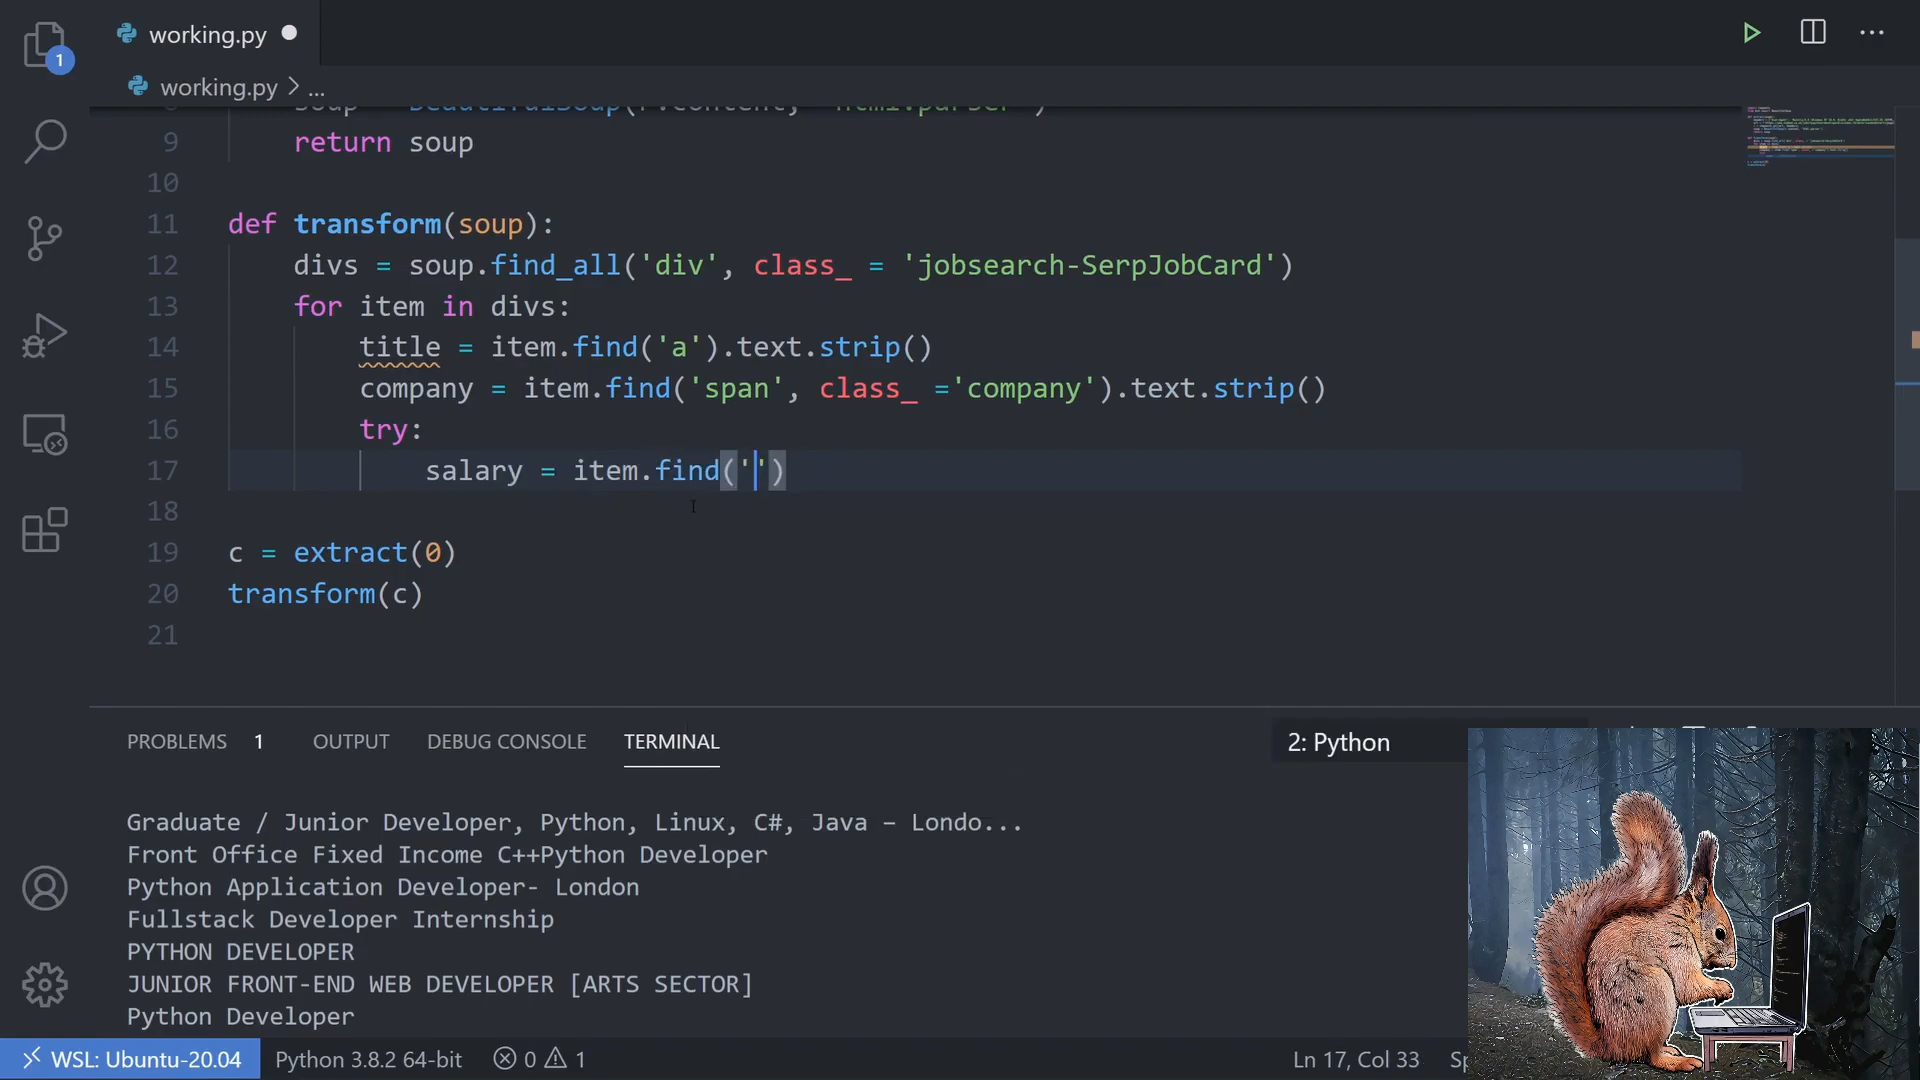 working.py
1
working.py > ...
9 return soup
10
11 def transform(soup):
12 divs = soup.find_all('div', class_ = 'jobsearch-SerpJobCard')
13 for item in divs:
14 title = item.find('a').text.strip()
15 company = item.find('span', class_ ='company').text.strip()
16 try:
17 salary = item.find('')
18
19 c = extract(0)
20 transform(c)
21
PROBLEMS 1 OUTPUT DEBUG CONSOLE TERMINAL 2: Python
Graduate / Junior Developer, Python, Linux, C#, Java – Londo...
Front Office Fixed Income C++Python Developer
Python Application Developer- London
Fullstack Developer Internship
PYTHON DEVELOPER
JUNIOR FRONT-END WEB DEVELOPER [ARTS SECTOR]
Python Developer
WSL: Ubuntu-20.04 Python 3.8.2 64-bit 0 1 Ln 17, Col 33